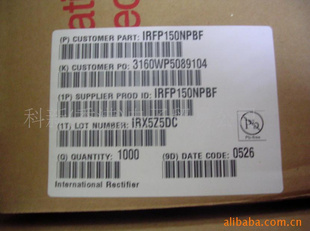 (P) CUSTOMER PART: IRFP150NPBF
(K) CUSTOMER PO: 3160WP5089104
(1P) SUPPLIER PROD ID: IRFP150NPBF
(1T) LOT NUMBER: IRX5Z5DC
(Q) QUANTITY: 1000
(9D) DATE CODE: 0526
International Rectifier
alibaba.com.cn